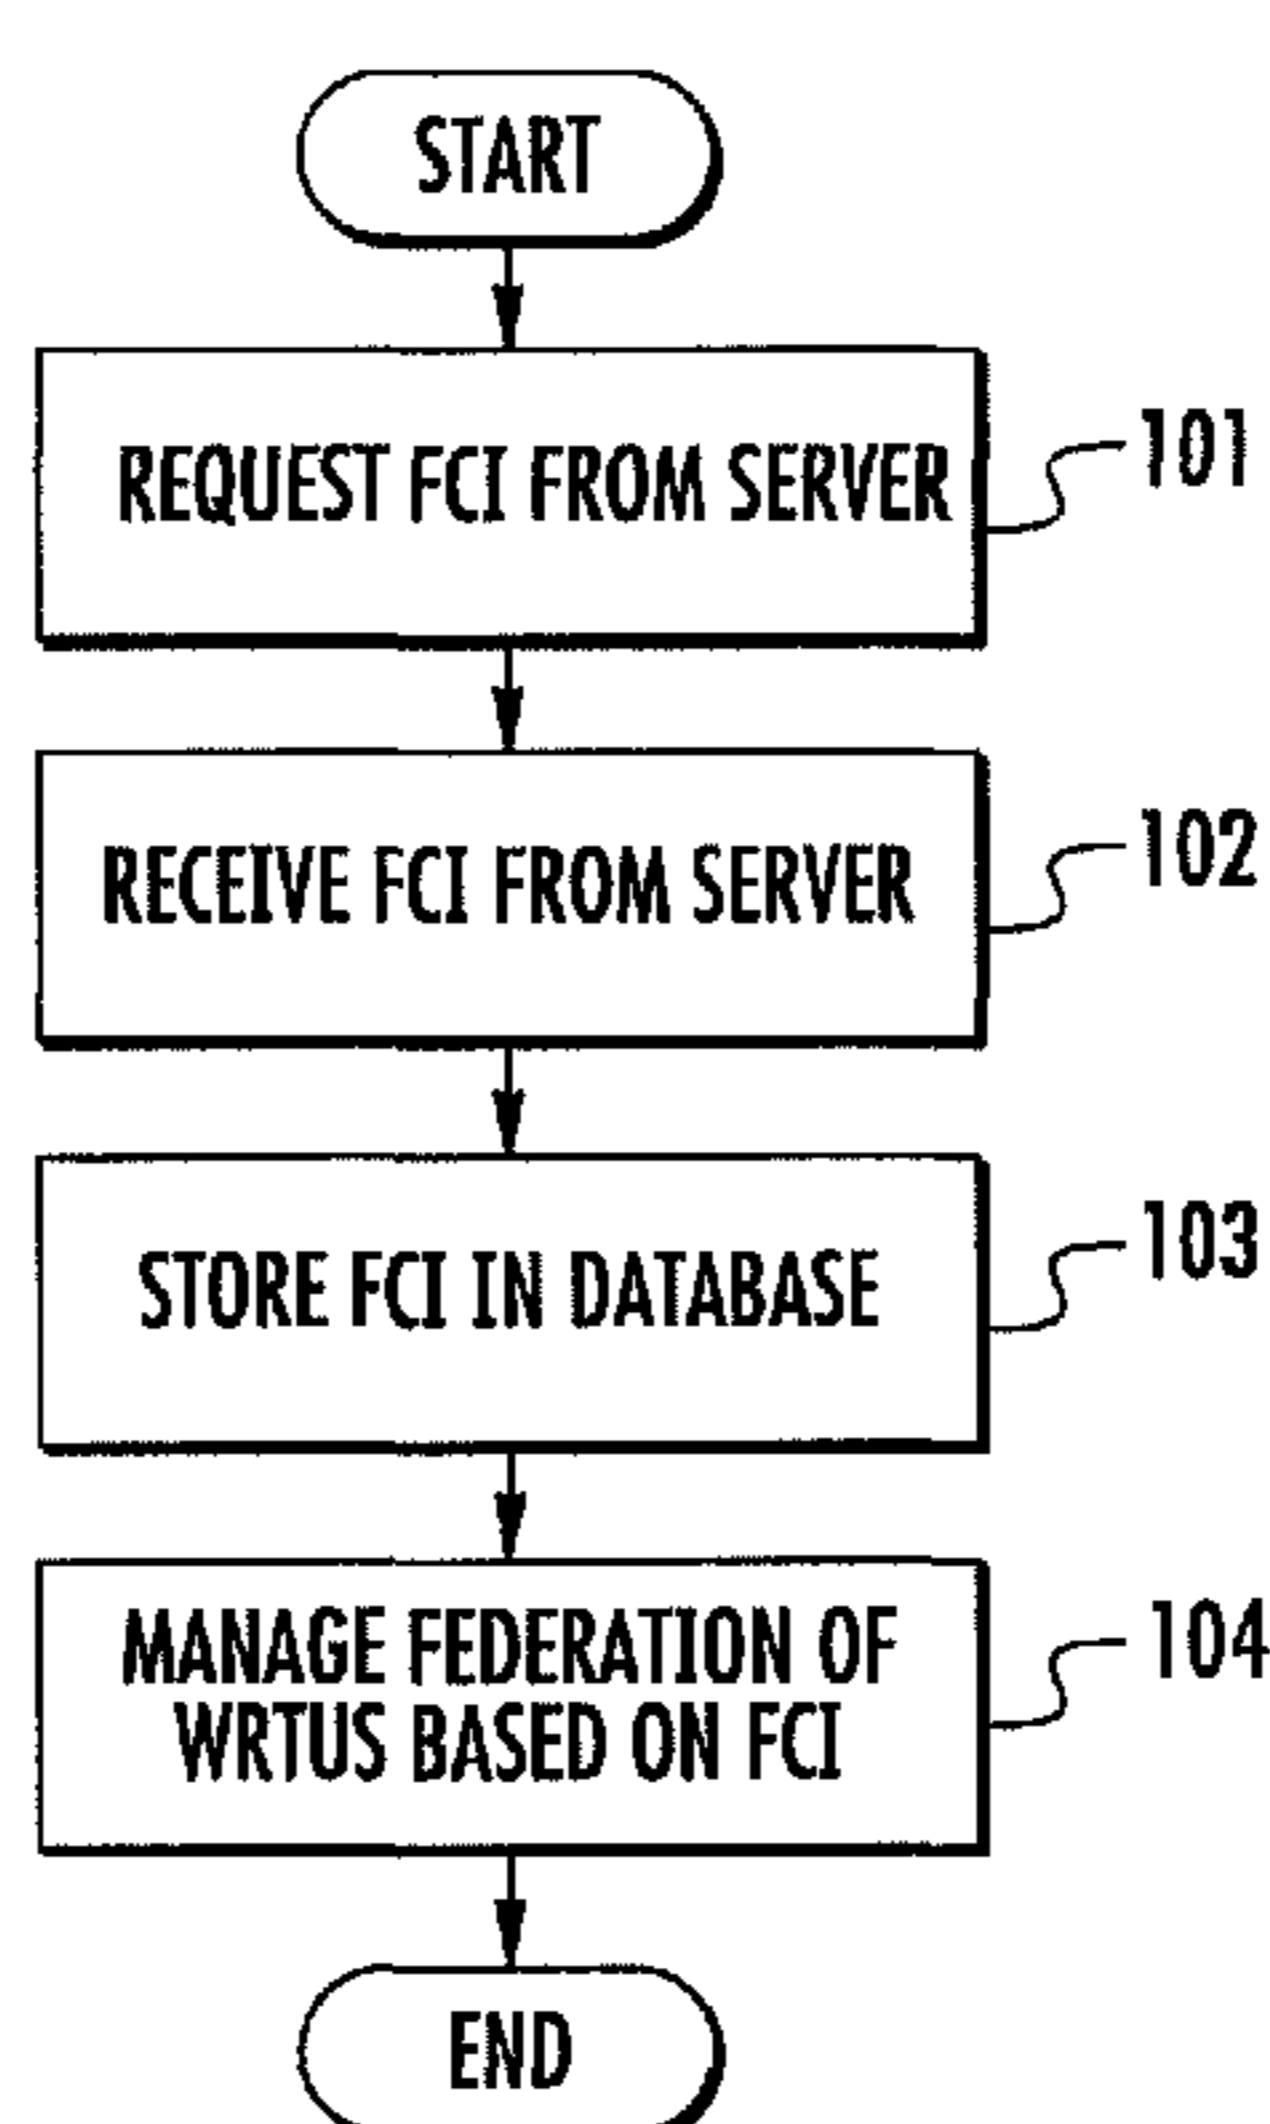 START
REQUEST FCI FROM SERVER
101
RECEIVE FCI FROM SERVER
102
STORE FCI IN DATABASE
103
MANAGE FEDERATION OF
WRTUS BASED ON FCI
104
END